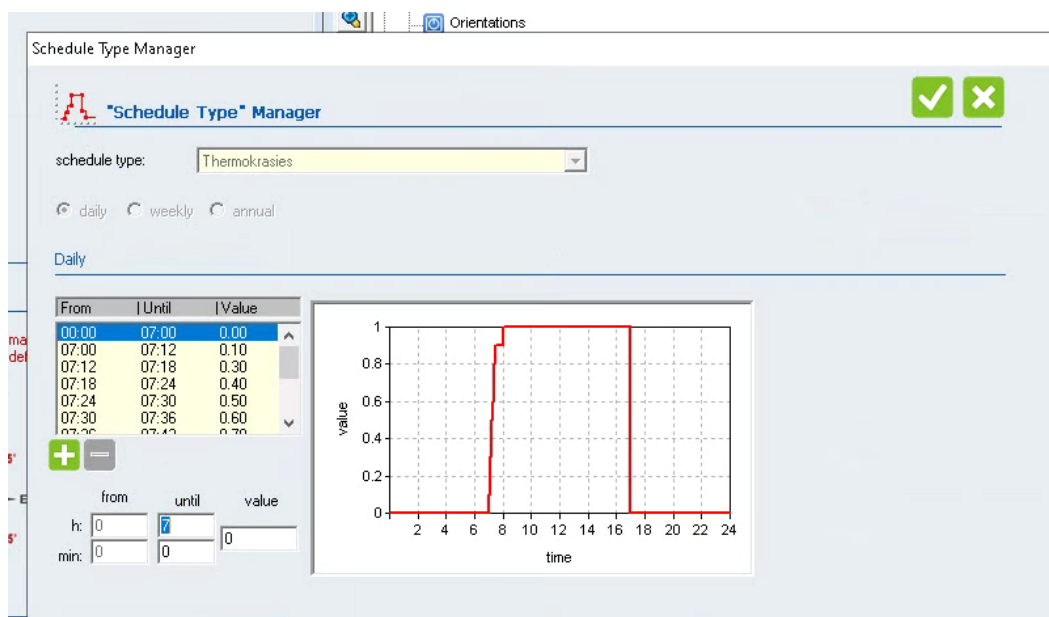 Orientations
Schedule Type Manager
"Schedule Type" Manager
schedule type: Thermokrasies
daily weekly annual
Daily
From |Until |Value
00:00 07:00 0.00
07:00 07:12 0.10
07:12 07:18 0.30
07:18 07:24 0.40
07:24 07:30 0.50
07:30 07:36 0.60
from until value
h: 0 7 0
min: 0 0
1
0.8
0.6
0.4
0.2
0
value
2 4 6 8 10 12 14 16 18 20 22 24
time
ma
def
5°
E
5°